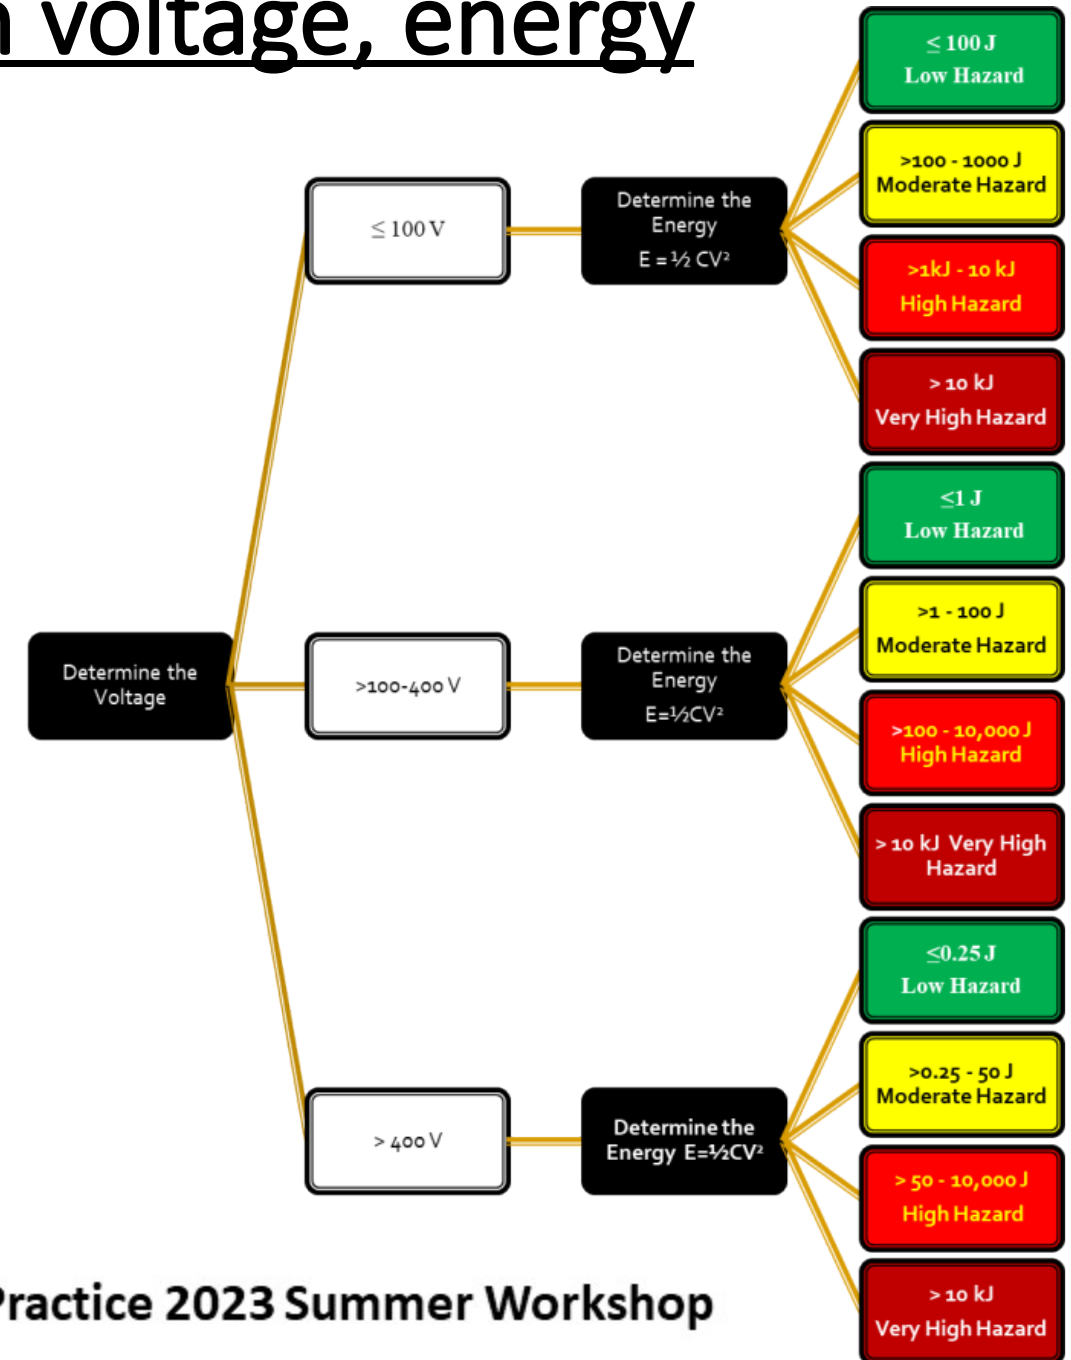 n voltage, energy
≤ 100 J
Low Hazard
>100 - 1000 J
Moderate Hazard
≤ 100 V
Determine the
Energy
E = ½ CV²
>1kJ - 10 kJ
High Hazard
> 10 kJ
Very High Hazard
≤1 J
Low Hazard
>1 - 100 J
Moderate Hazard
Determine the
Voltage
>100-400 V
Determine the
Energy
E=½CV²
>100 - 10,000 J
High Hazard
> 10 kJ Very High
Hazard
≤0.25 J
Low Hazard
>0.25 - 50 J
Moderate Hazard
> 400 V
Determine the
Energy E=½CV²
> 50 - 10,000 J
High Hazard
> 10 kJ
Very High Hazard
Practice 2023 Summer Workshop